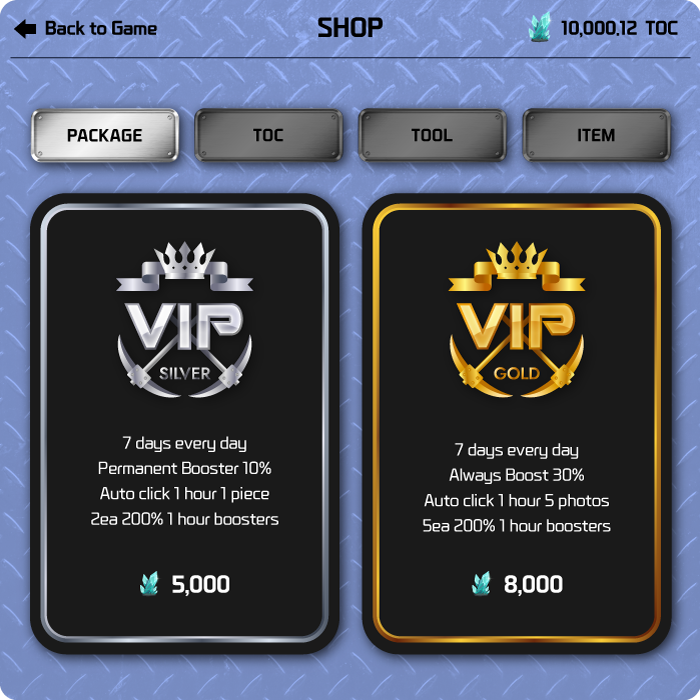 Back to Game
SHOP
10,000.12 TOC
PACKAGE
TOC
TOOL
ITEM
VIP
SILVER
7 days every day
Permanent Booster 10%
Auto click 1 hour 1 piece
2ea 200% 1 hour boosters
5,000
VIP
GOLD
7 days every day
Always Boost 30%
Auto click 1 hour 5 photos
5ea 200% 1 hour boosters
8,000